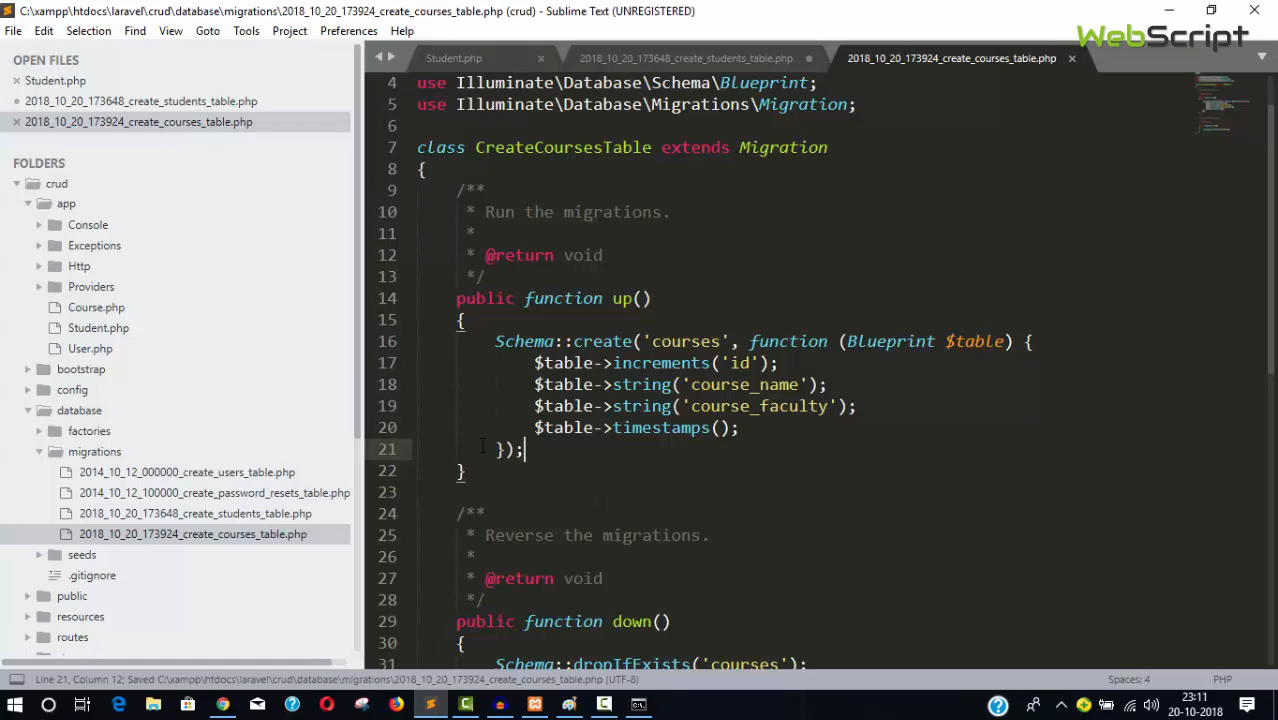 C:\xampp\htdocs\laravel\crud\database\migrations\2018_10_20_173924_create_courses_table.php (crud) - Sublime Text (UNREGISTERED)
File Edit Selection Find View Goto Tools Project Preferences Help
WebScript
OPEN FILES
Student.php
2018_10_20_173648_create_students_table.php
2018_10_20_173924_create_courses_table.php
FOLDERS
crud
app
Console
Exceptions
Http
Providers
Course.php
Student.php
User.php
bootstrap
config
database
factories
migrations
2014_10_12_000000_create_users_table.php
2014_10_12_100000_create_password_resets_table.php
2018_10_20_173648_create_students_table.php
2018_10_20_173924_create_courses_table.php
seeds
.gitignore
public
resources
routes
Student.php 2018_10_20_173648_create_students_table.php 2018_10_20_173924_create_courses_table.php
4 use Illuminate\Database\Schema\Blueprint;
5 use Illuminate\Database\Migrations\Migration;
6
7 class CreateCoursesTable extends Migration
8 {
9 /**
10 * Run the migrations.
11 *
12 * @return void
13 */
14 public function up()
15 {
16 Schema::create('courses', function (Blueprint $table) {
17 $table->increments('id');
18 $table->string('course_name');
19 $table->string('course_faculty');
20 $table->timestamps();
21 });
22 }
23
24 /**
25 * Reverse the migrations.
26 *
27 * @return void
28 */
29 public function down()
30 {
31 Schema::dropIfExists('courses');
Line 21, Column 12; Saved C:\xampp\htdocs\laravel\crud\database\migrations\2018_10_20_173924_create_courses_table.php (UTF-8) Spaces: 4 PHP
23:11
20-10-2018